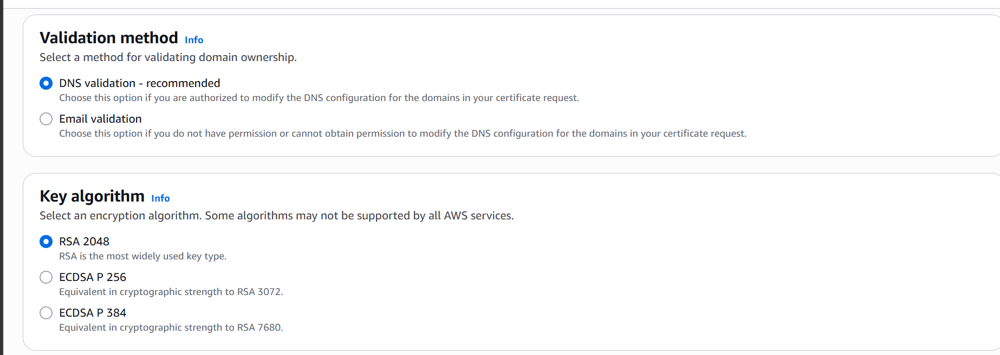 Validation method Info
Select a method for validating domain ownership.
DNS validation - recommended
Choose this option if you are authorized to modify the DNS configuration for the domains in your certificate request.
Email validation
Choose this option if you do not have permission or cannot obtain permission to modify the DNS configuration for the domains in your certificate request.
Key algorithm Info
Select an encryption algorithm. Some algorithms may not be supported by all AWS services.
RSA 2048
RSA is the most widely used key type.
ECDSA P 256
Equivalent in cryptographic strength to RSA 3072.
ECDSA P 384
Equivalent in cryptographic strength to RSA 7680.